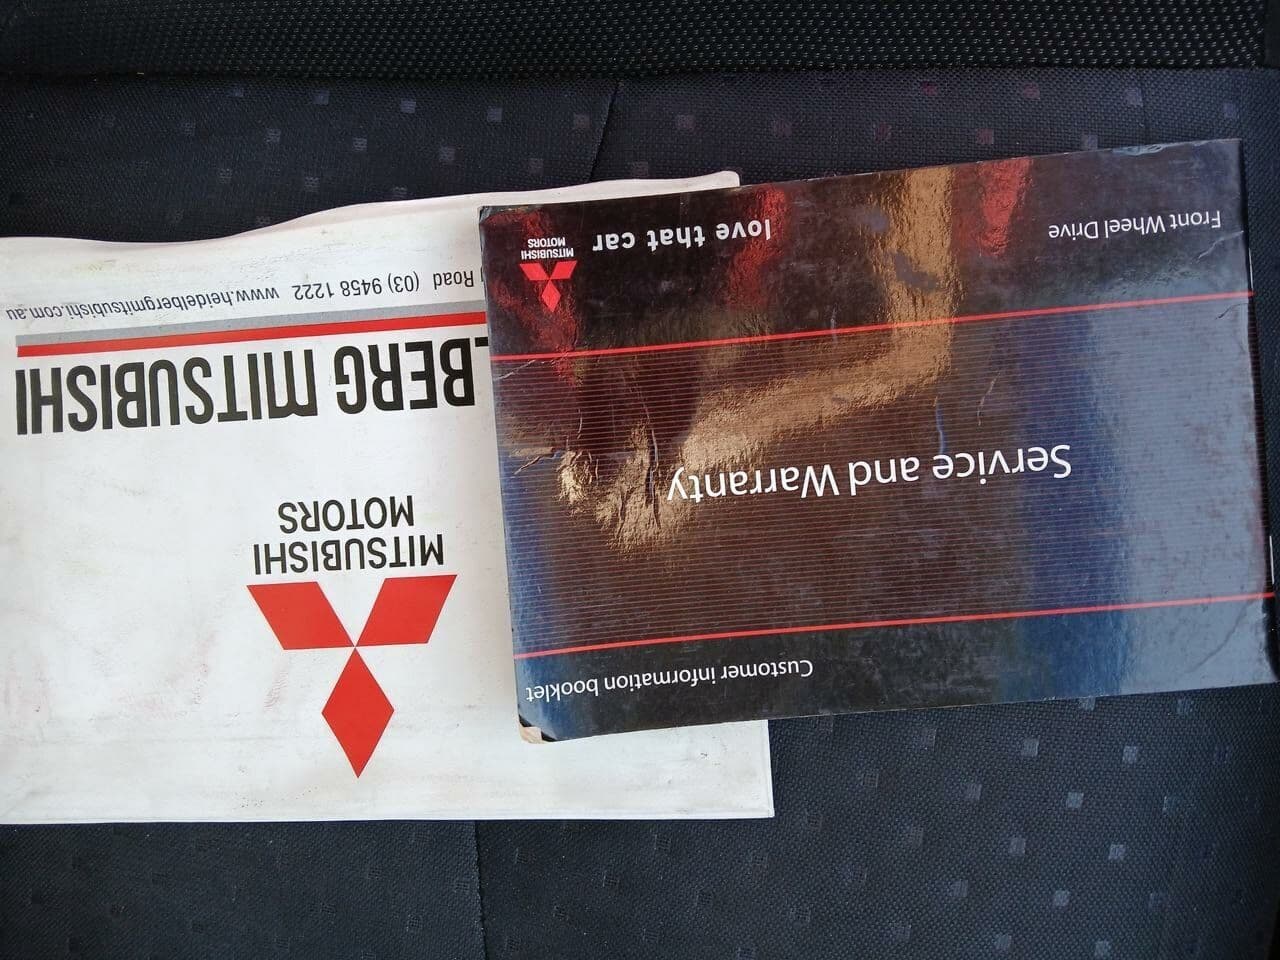 Customer information booklet
Service and Warranty
Front Wheel Drive
love that car
MITSUBISHI
MOTORS
MITSUBISHI
MOTORS
BERG MITSUBISHI
Road (03) 9458 1222 www.heidelbergmitsubishi.com.au